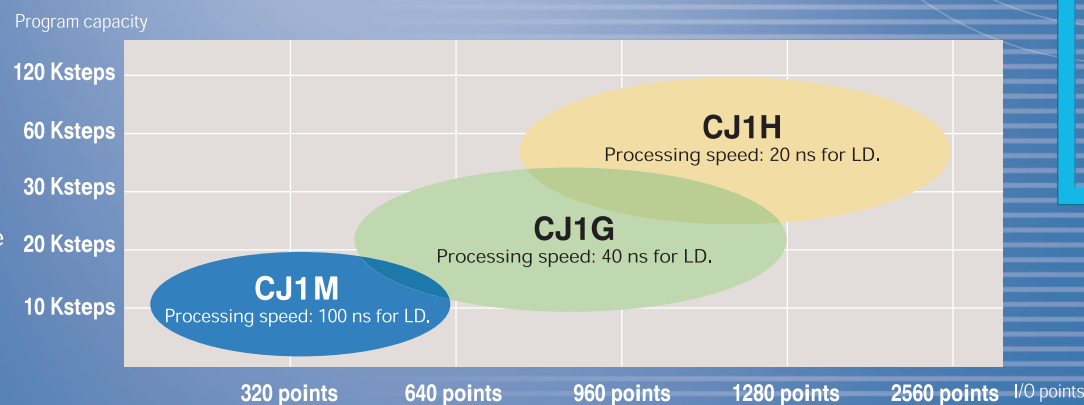 Program capacity
120 Ksteps
60 Ksteps
30 Ksteps
20 Ksteps
10 Ksteps
CJ1H
Processing speed: 20 ns for LD.
CJ1G
Processing speed: 40 ns for LD.
CJ1M
Processing speed: 100 ns for LD.
320 points
640 points
960 points
1280 points
2560 points
I/O points